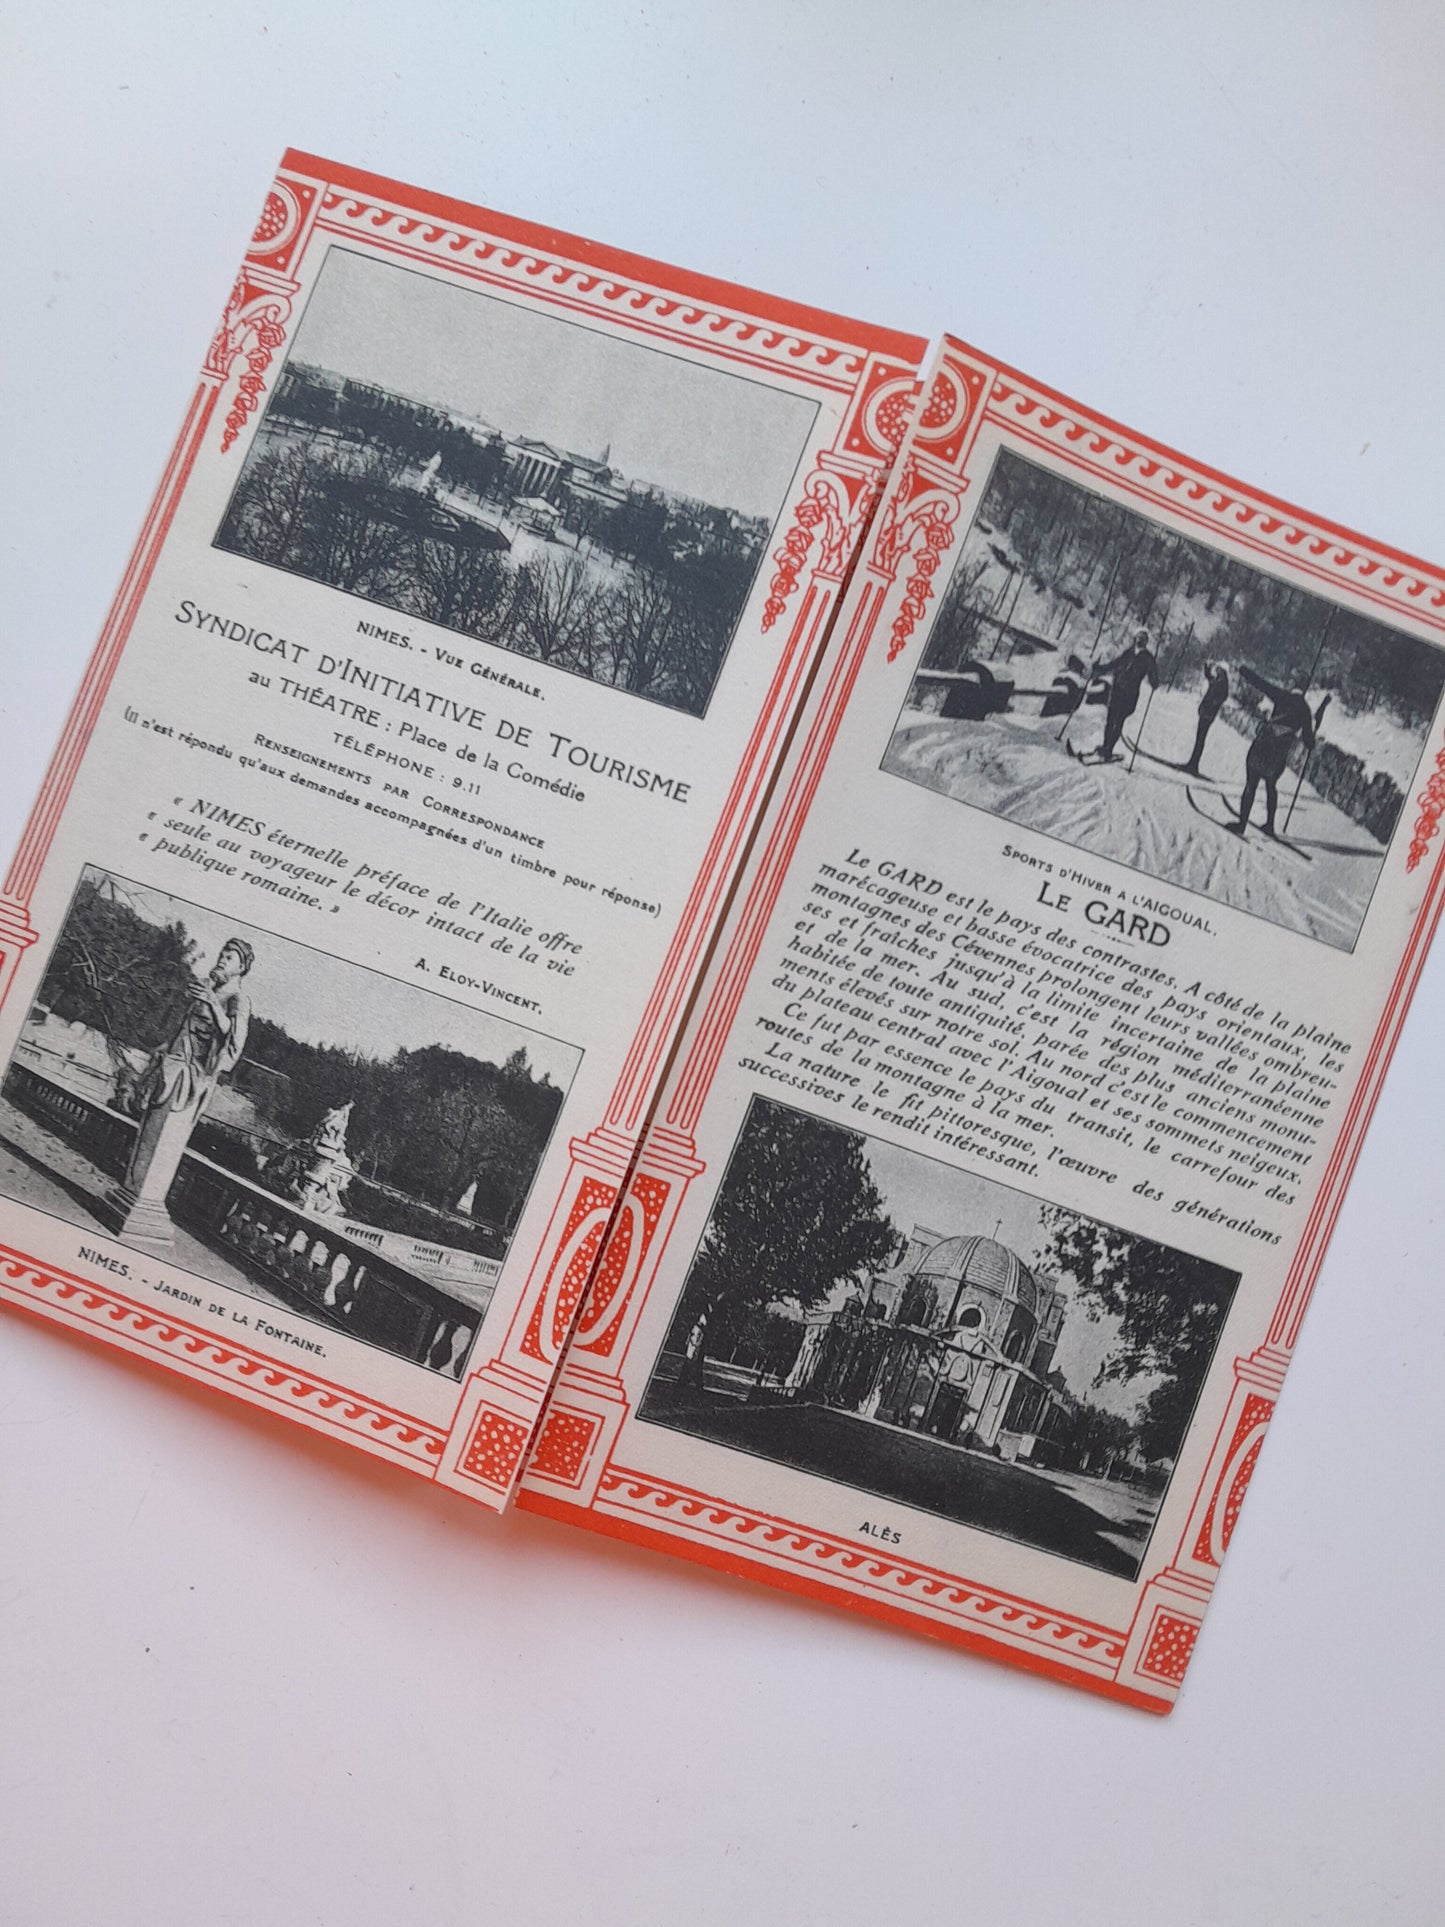 NIMES. - Vue Générale.
Syndicat d'Initiative de Tourisme
au THÉATRE : Place de la Comédie
TÉLÉPHONE : 9.11
Renseignements par Correspondance
(Il n'est répondu qu'aux demandes accompagnées d'un timbre pour réponse)
« NIMES éternelle préface de l'Italie offre
« seule au voyageur le décor intact de la vie
« publique romaine. »
A. Eloy-Vincent.
NIMES. - Jardin de la Fontaine.
Sports d'Hiver a l'Aigoual.
Le GARD
Le GARD est le pays des contrastes. A côté de la plaine
marécageuse et basse évocatrice des pays orientaux, les
montagnes des Cévennes prolongent leurs vallées ombreu-
ses et fraîches jusqu'à la limite incertaine de la plaine
et de la mer. Au sud, c'est la région méditerranéenne
habitée de toute antiquité, parée des plus anciens monu-
ments élevés sur notre sol. Au nord c'est le commencement
du plateau central avec l'Aigoual et ses sommets neigeux.
Ce fut par essence le pays du transit, le carrefour des
routes de la montagne à la mer.
La nature le fit pittoresque, l'œuvre des générations
successives le rendit intéressant.
ALÈS